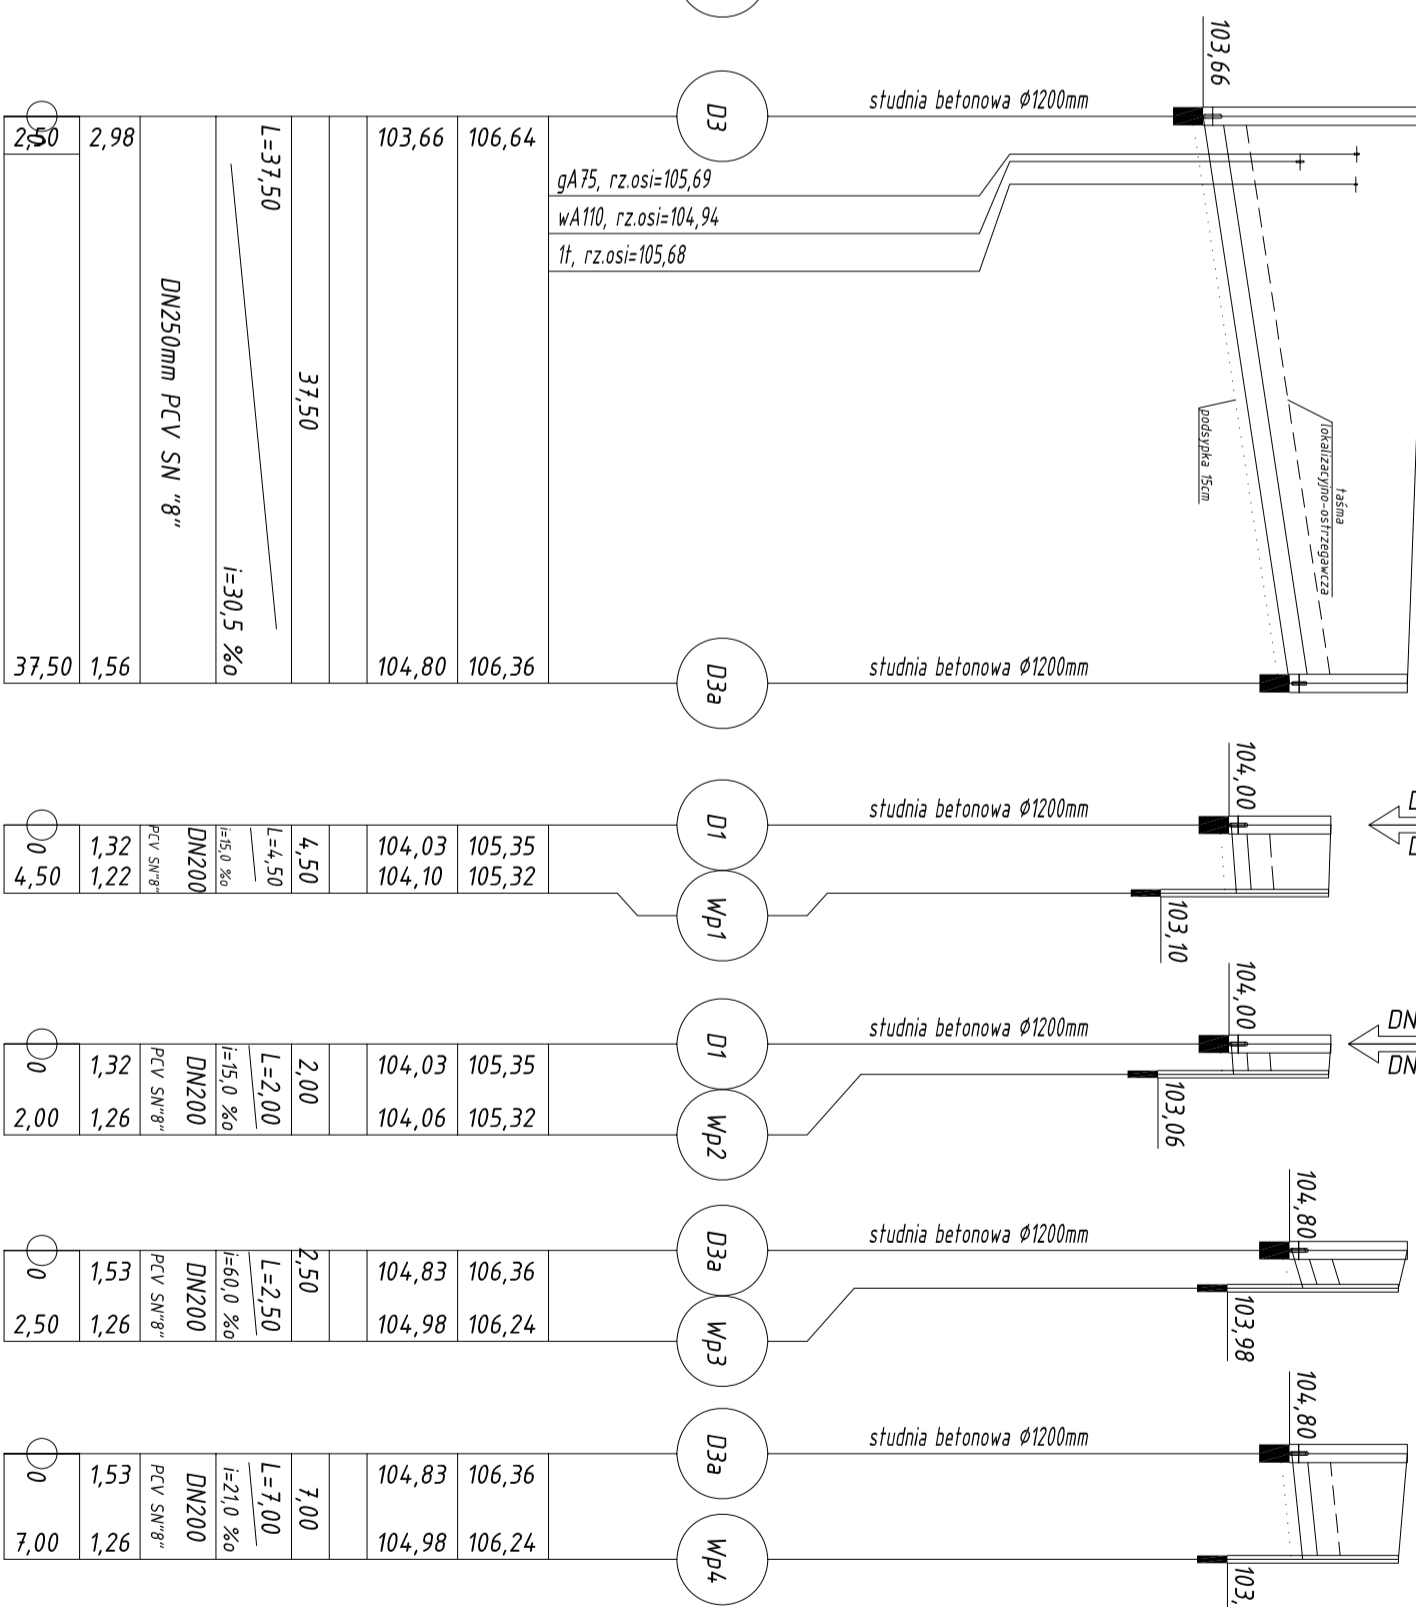 103,66
D3
studnia betonowa Ø1200mm
2,50
2,98
L=37,50
103,66
106,64
gA75, rz.osi=105,69
wA110, rz.osi=104,94
1t, rz.osi=105,68
DN250mm PCV SN "8"
37,50
i=30,5 ‰
podsypka 15cm
taśma
lokalizacyjno-ostrzegawcza
37,50
1,56
104,80
106,36
D3a
studnia betonowa Ø1200mm
104,00
D1
studnia betonowa Ø1200mm
D
D
0
1,32
PCV SN"8"
DN200
i=15,0 ‰
L=4,50
4,50
104,03
105,35
4,50
1,22
104,10
105,32
Wp1
103,10
104,00
D1
studnia betonowa Ø1200mm
DN
DN
0
1,32
PCV SN"8"
DN200
i=15,0 ‰
L=2,00
2,00
104,03
105,35
2,00
1,26
104,06
105,32
Wp2
103,06
104,80
D3a
studnia betonowa Ø1200mm
0
1,53
PCV SN"8"
DN200
i=60,0 ‰
L=2,50
2,50
104,83
106,36
2,50
1,26
104,98
106,24
Wp3
103,98
104,80
D3a
studnia betonowa Ø1200mm
0
1,53
PCV SN"8"
DN200
i=21,0 ‰
L=7,00
7,00
104,83
106,36
7,00
1,26
104,98
106,24
Wp4
103,